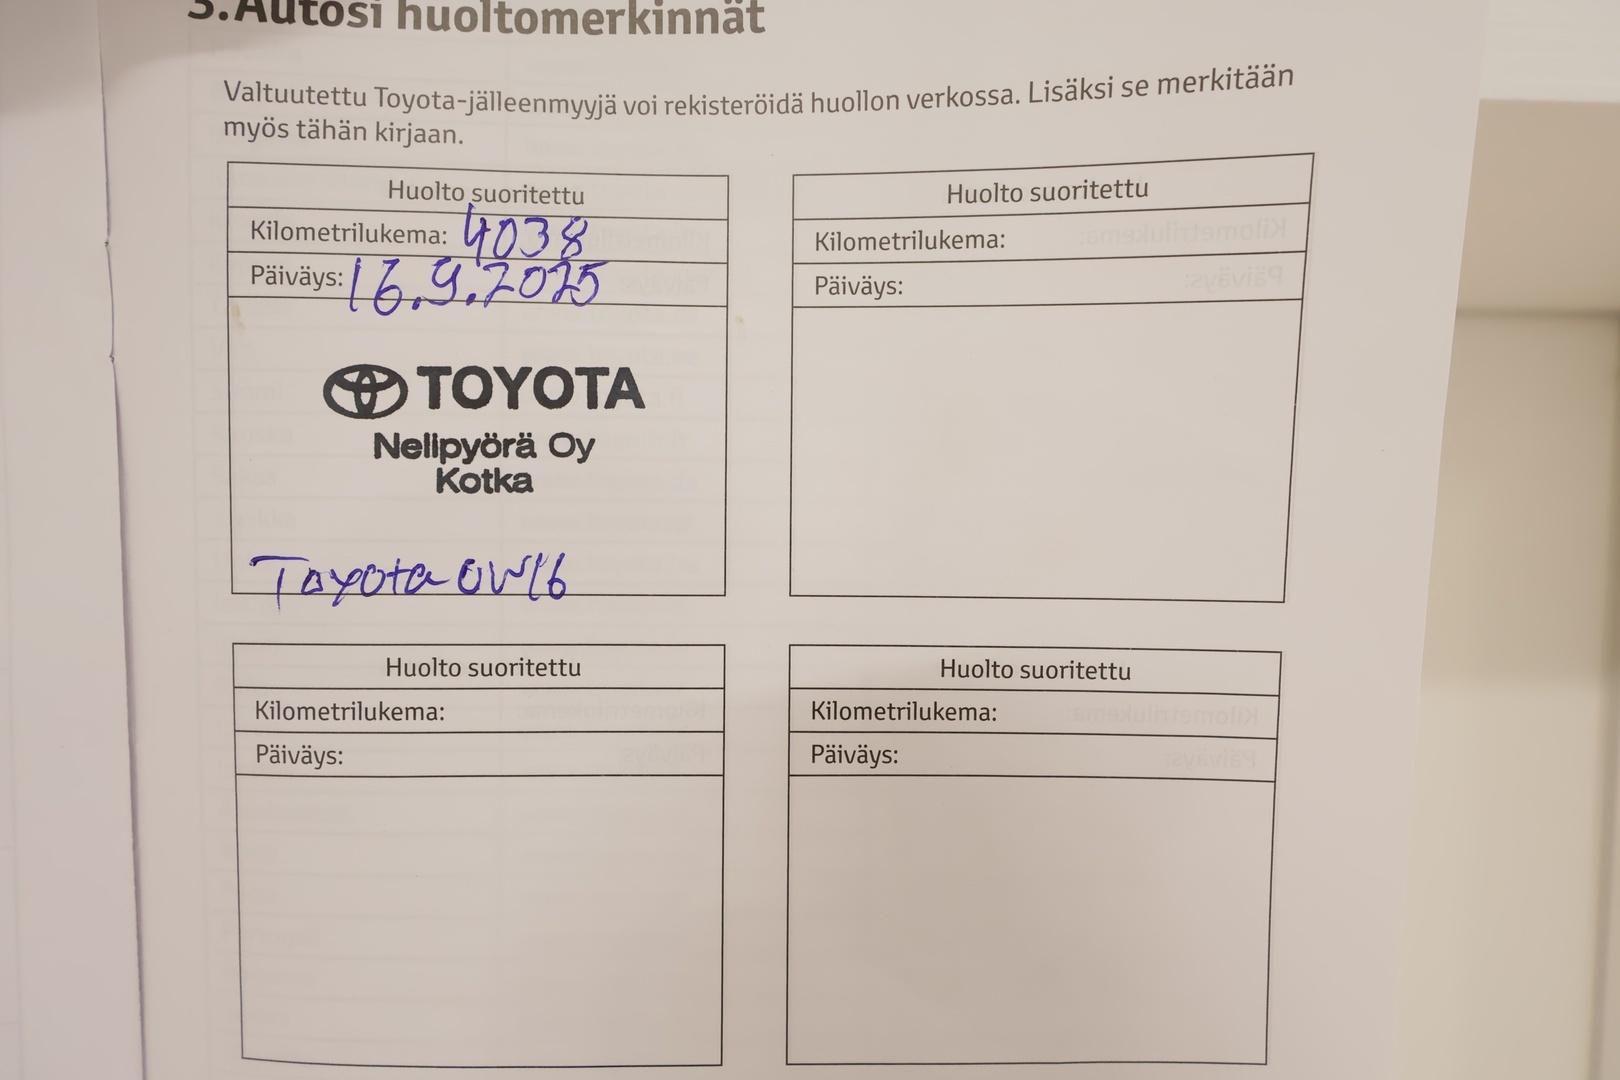 3. Autosi huoltomerkinnät
Valtuutettu Toyota-jälleenmyyjä voi rekisteröidä huollon verkossa. Lisäksi se merkitään
myös tähän kirjaan.
Huolto suoritettu
Kilometrilukema: 4038
Päiväys: 16.9.2025
TOYOTA
Nelipyörä Oy
Kotka
Toyota 0W16
Huolto suoritettu
Kilometrilukema:
Päiväys:
Huolto suoritettu
Kilometrilukema:
Päiväys:
Huolto suoritettu
Kilometrilukema:
Päiväys: